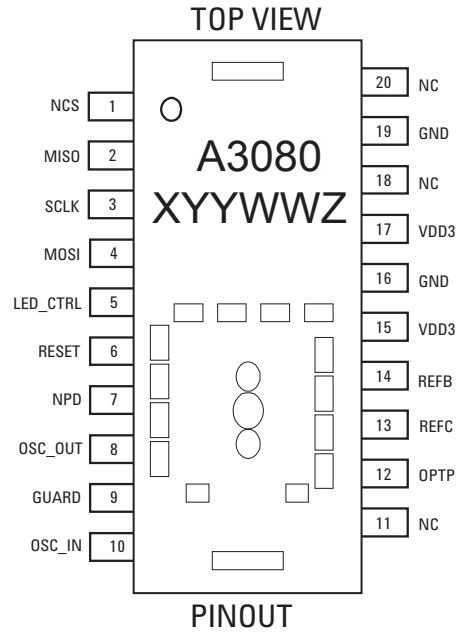 TOP VIEW
NCS 1
MISO 2
SCLK 3
MOSI 4
LED_CTRL 5
RESET 6
NPD 7
OSC_OUT 8
GUARD 9
OSC_IN 10
A3080
XYYWWZ
20 NC
19 GND
18 NC
17 VDD3
16 GND
15 VDD3
14 REFB
13 REFC
12 OPTP
11 NC
PINOUT